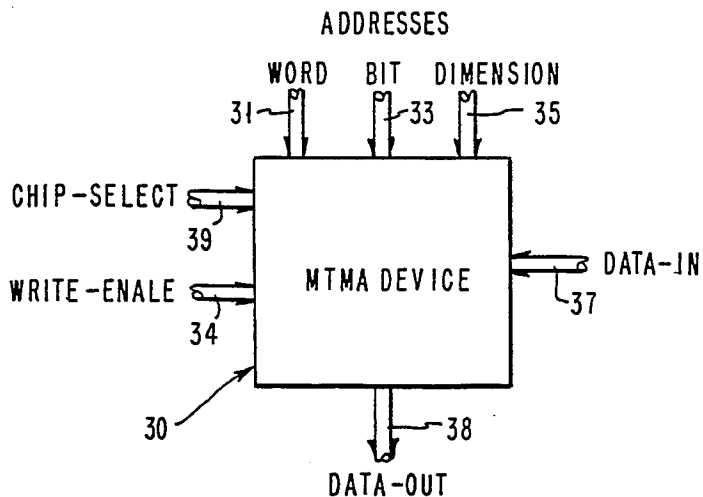 ADDRESSES
WORD BIT DIMENSION
31 33 35
CHIP-SELECT
39
MTMA DEVICE
DATA-IN
37
WRITE-ENALE
34
30
38
DATA-OUT